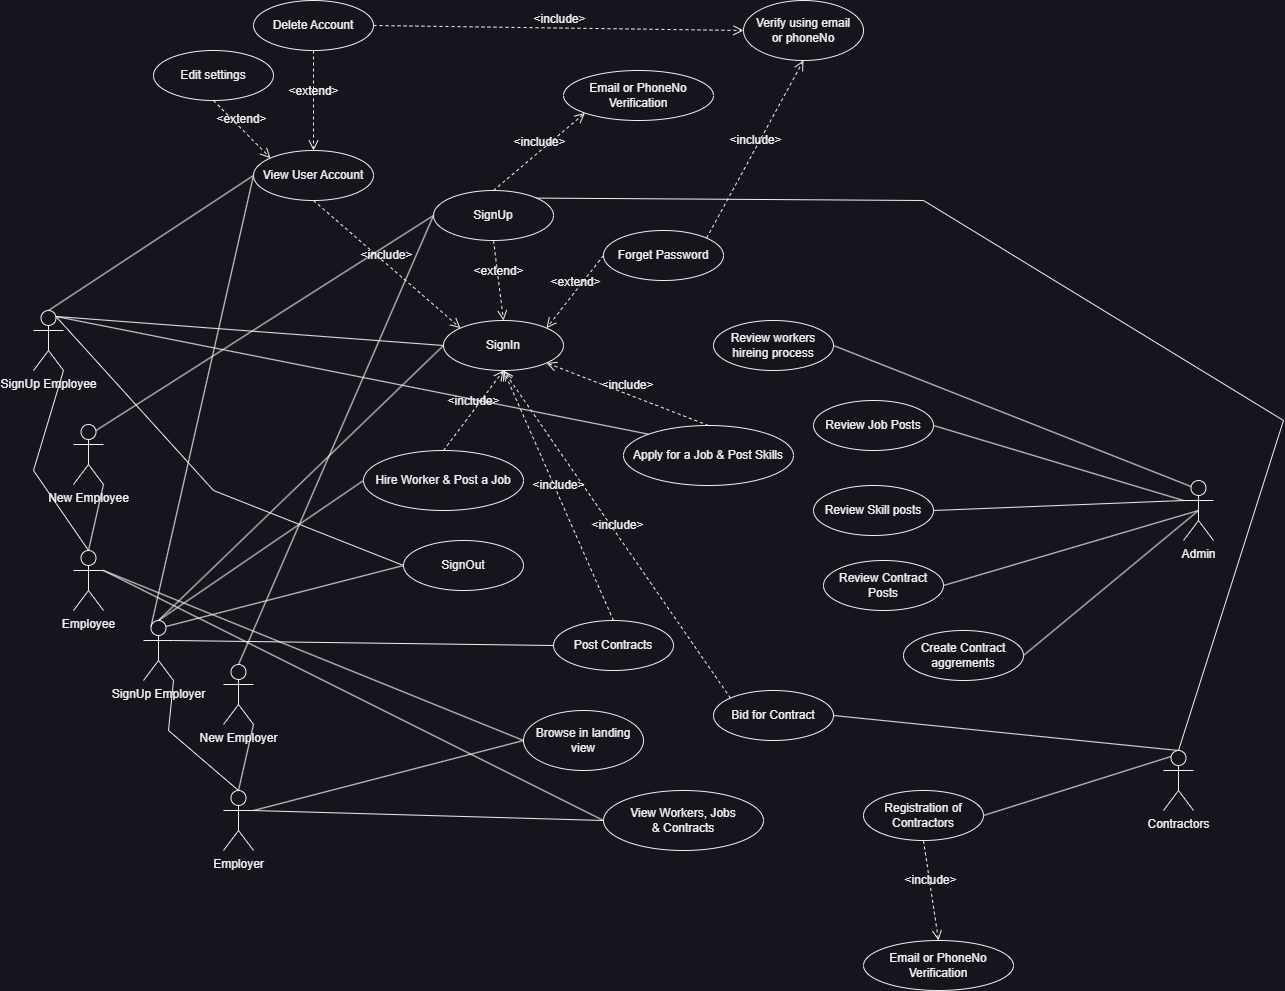 Delete Account
<include>
Verify using email
or phoneNo
Edit settings
<extend>
Email or PhoneNo
Verification
<extend>
<include>
<include>
View User Account
SignUp
<include>
Forget Password
<extend>
<extend>
SignIn
Review workers
hireing process
SignUp Employee
<include>
<include>
Review Job Posts
Apply for a Job & Post Skills
Hire Worker & Post a Job
<include>
New Employee
Review Skill posts
<include>
Admin
SignOut
Review Contract
Posts
Employee
Post Contracts
Create Contract
aggrements
SignUp Employer
Bid for Contract
New Employer
Browse in landing
view
View Workers, Jobs
& Contracts
Registration of
Contractors
Contractors
Employer
<include>
Email or PhoneNo
Verification